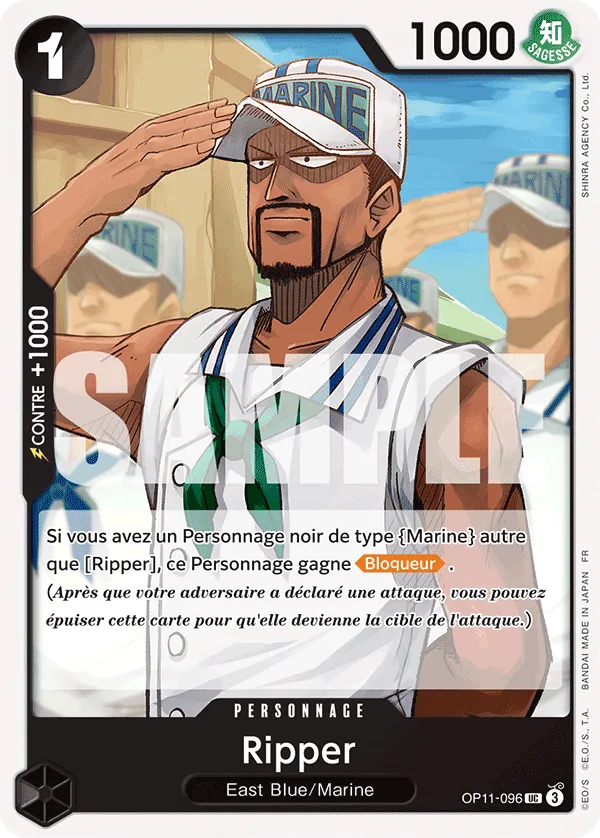 1
1000
知
SAGESSE
MARINE
MARINE
MARINE
SHINRA AGENCY Co., Ltd.
CONTRE +1000
SAMPLE
Si vous avez un Personnage noir de type {Marine} autre
que [Ripper], ce Personnage gagne Bloqueur .
(Après que votre adversaire a déclaré une attaque, vous pouvez
épuiser cette carte pour qu'elle devienne la cible de l'attaque.)
PERSONNAGE
Ripper
East Blue/Marine
OP11-096 UC 3
©E.O/S ©E.O./S., T.A. BANDAI MADE IN JAPAN FR